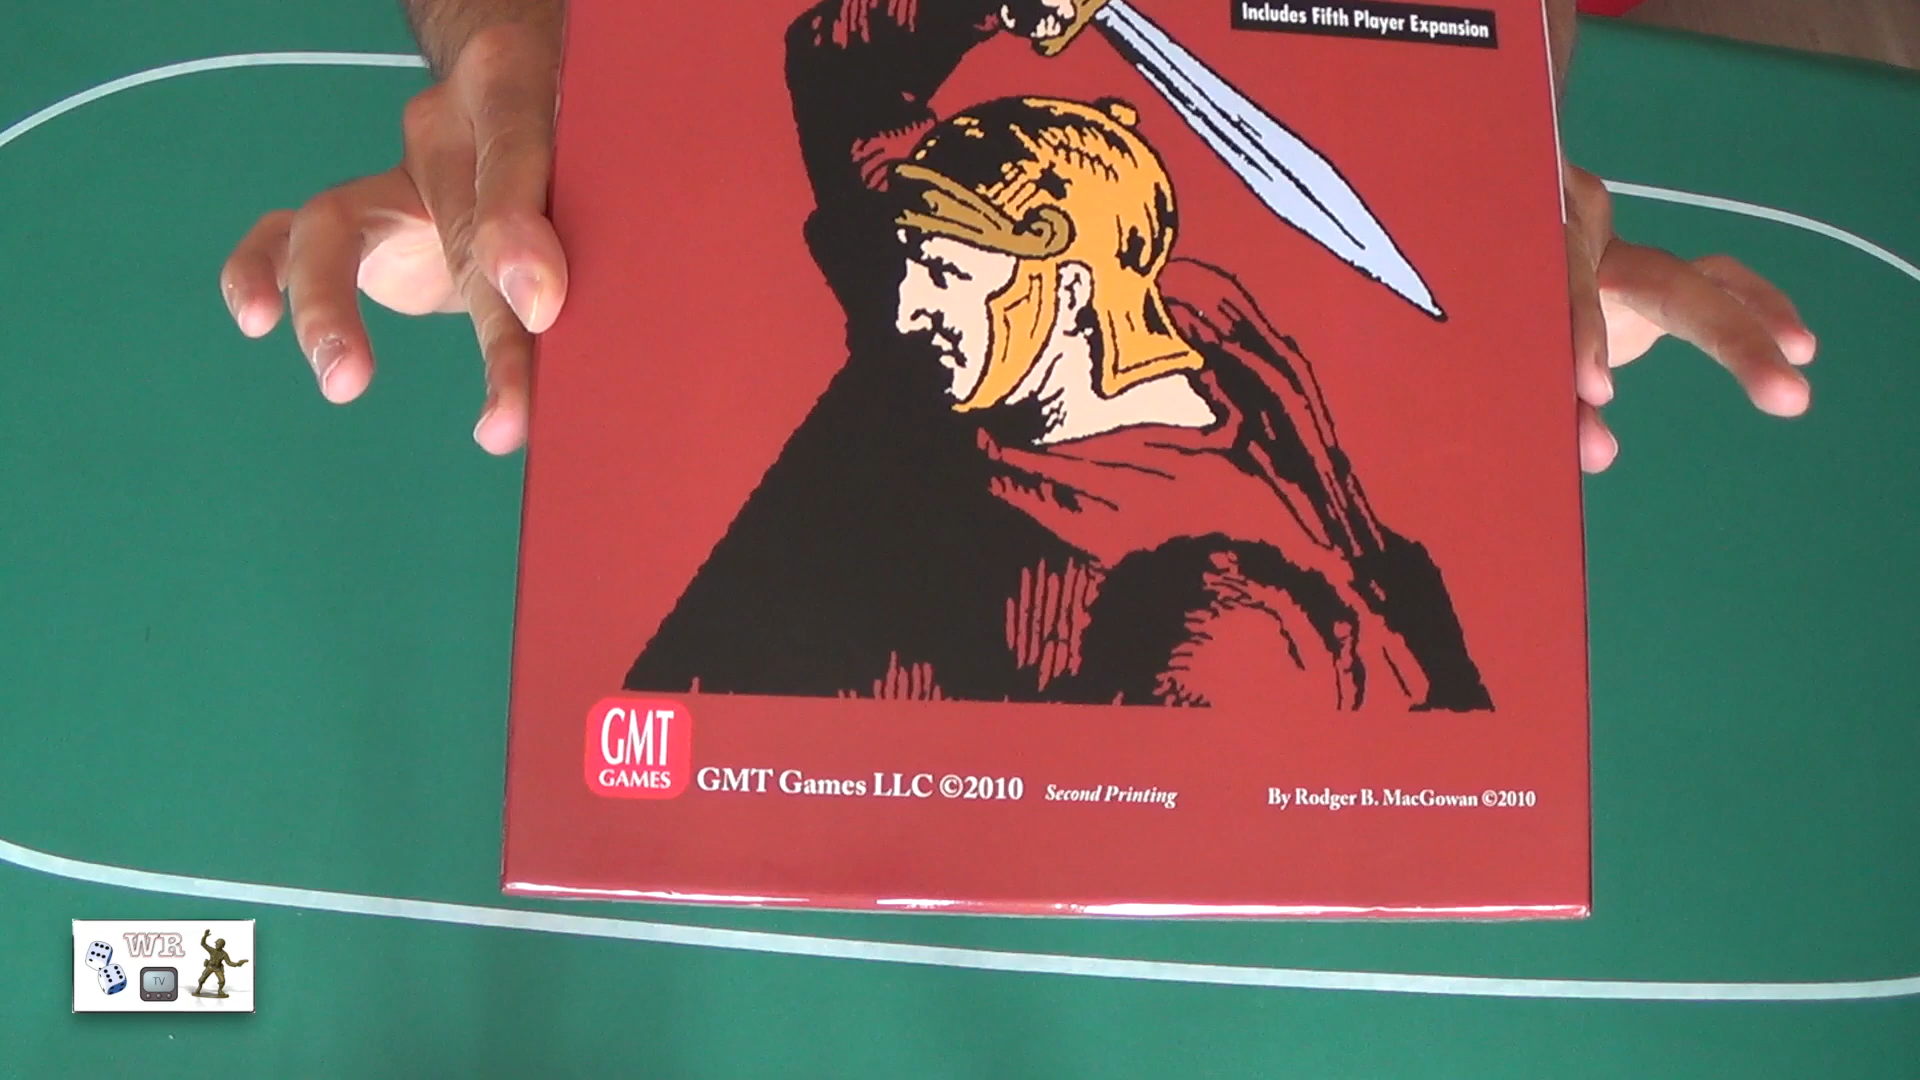 Includes Fifth Player Expansion
GMT
GAMES
GMT Games LLC ©2010
Second Printing
By Rodger B. MacGowan ©2010
WR
TV